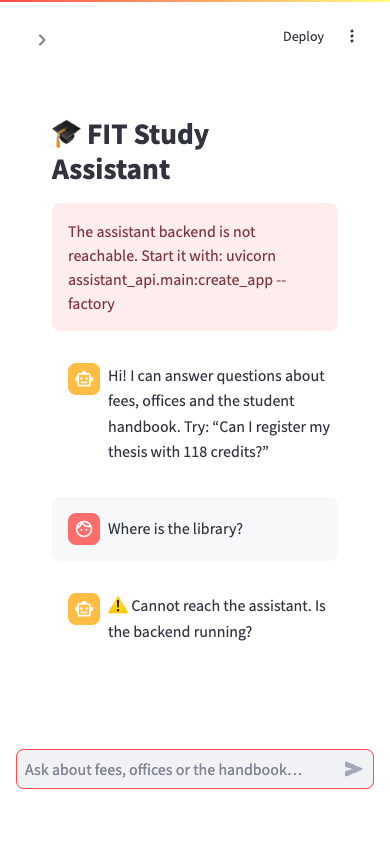 Deploy
🎓 FIT Study
Assistant
The assistant backend is not
reachable. Start it with: uvicorn
assistant_api.main:create_app --
factory
Hi! I can answer questions about
fees, offices and the student
handbook. Try: “Can I register my
thesis with 118 credits?”
Where is the library?
⚠️ Cannot reach the assistant. Is
the backend running?
Ask about fees, offices or the handbook…